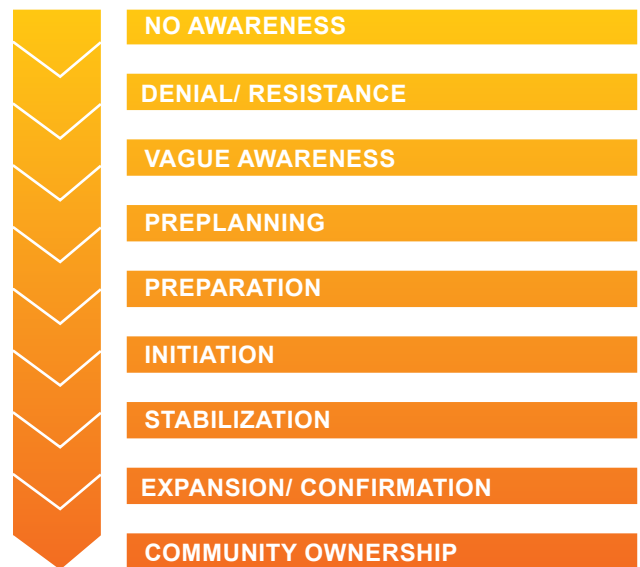 NO AWARENESS
DENIAL/ RESISTANCE
VAGUE AWARENESS
PREPLANNING
PREPARATION
INITIATION
STABILIZATION
EXPANSION/ CONFIRMATION
COMMUNITY OWNERSHIP